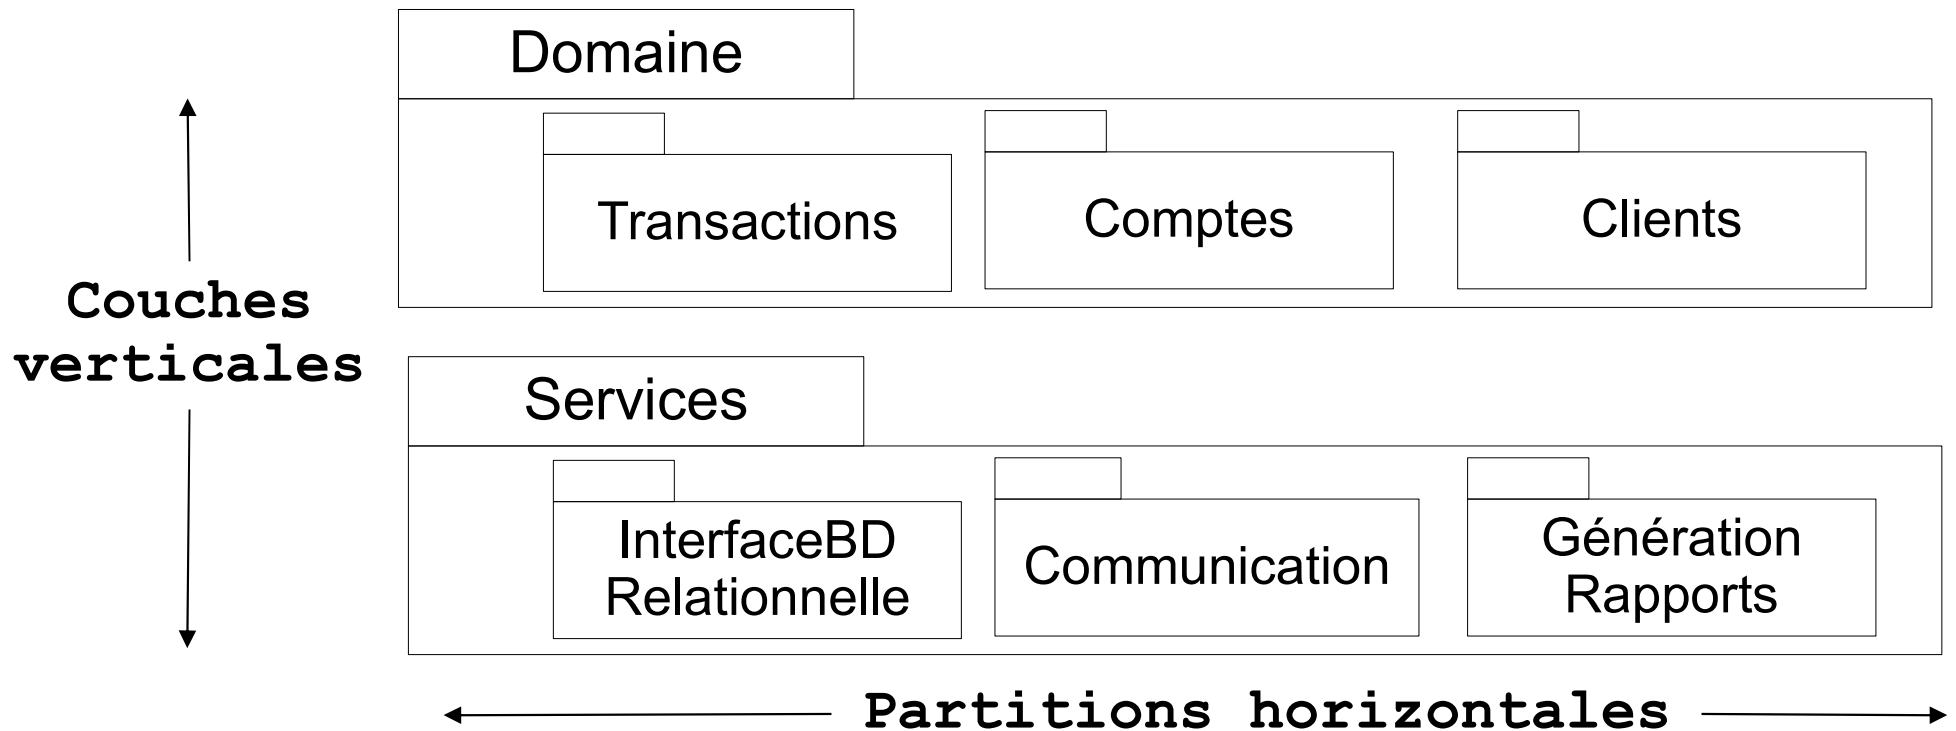 Domaine
Transactions
Comptes
Clients
Couches
verticales
Services
InterfaceBD
Relationnelle
Communication
Génération
Rapports
Partitions horizontales